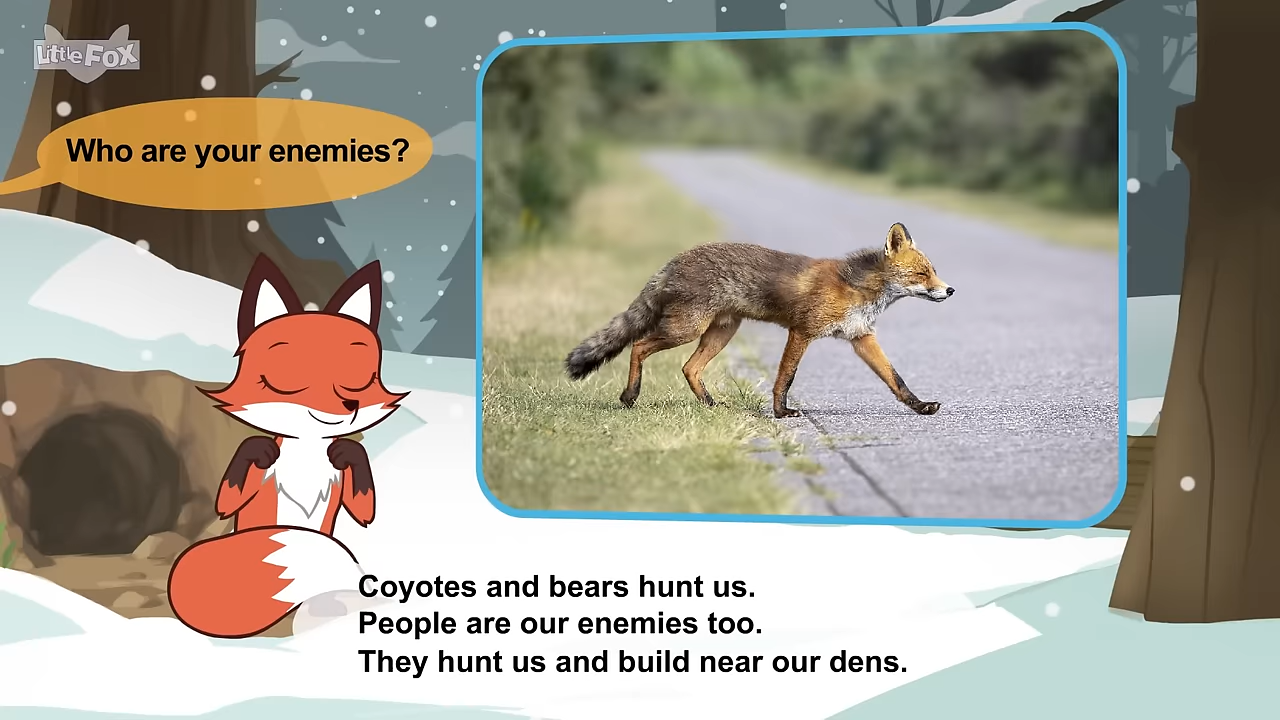 Little Fox
Who are your enemies?
Coyotes and bears hunt us.
People are our enemies too.
They hunt us and build near our dens.